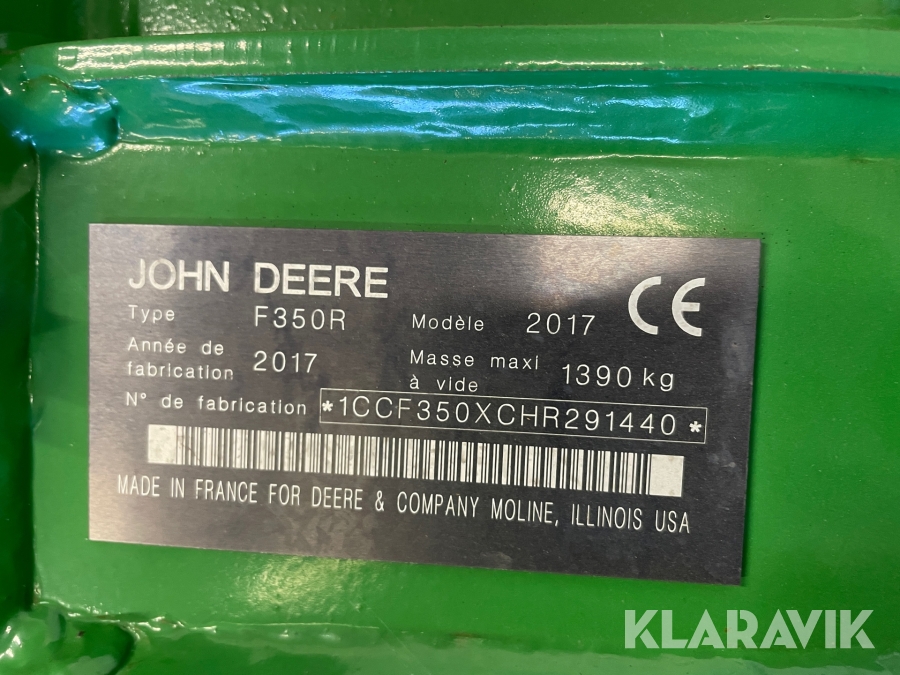 JOHN DEERE
Type F350R Modèle 2017
Année de fabrication 2017 Masse maxi à vide 1390 kg
N° de fabrication *1CCF350XCHR291440*
MADE IN FRANCE FOR DEERE & COMPANY MOLINE, ILLINOIS USA
CE
KLARAVIK